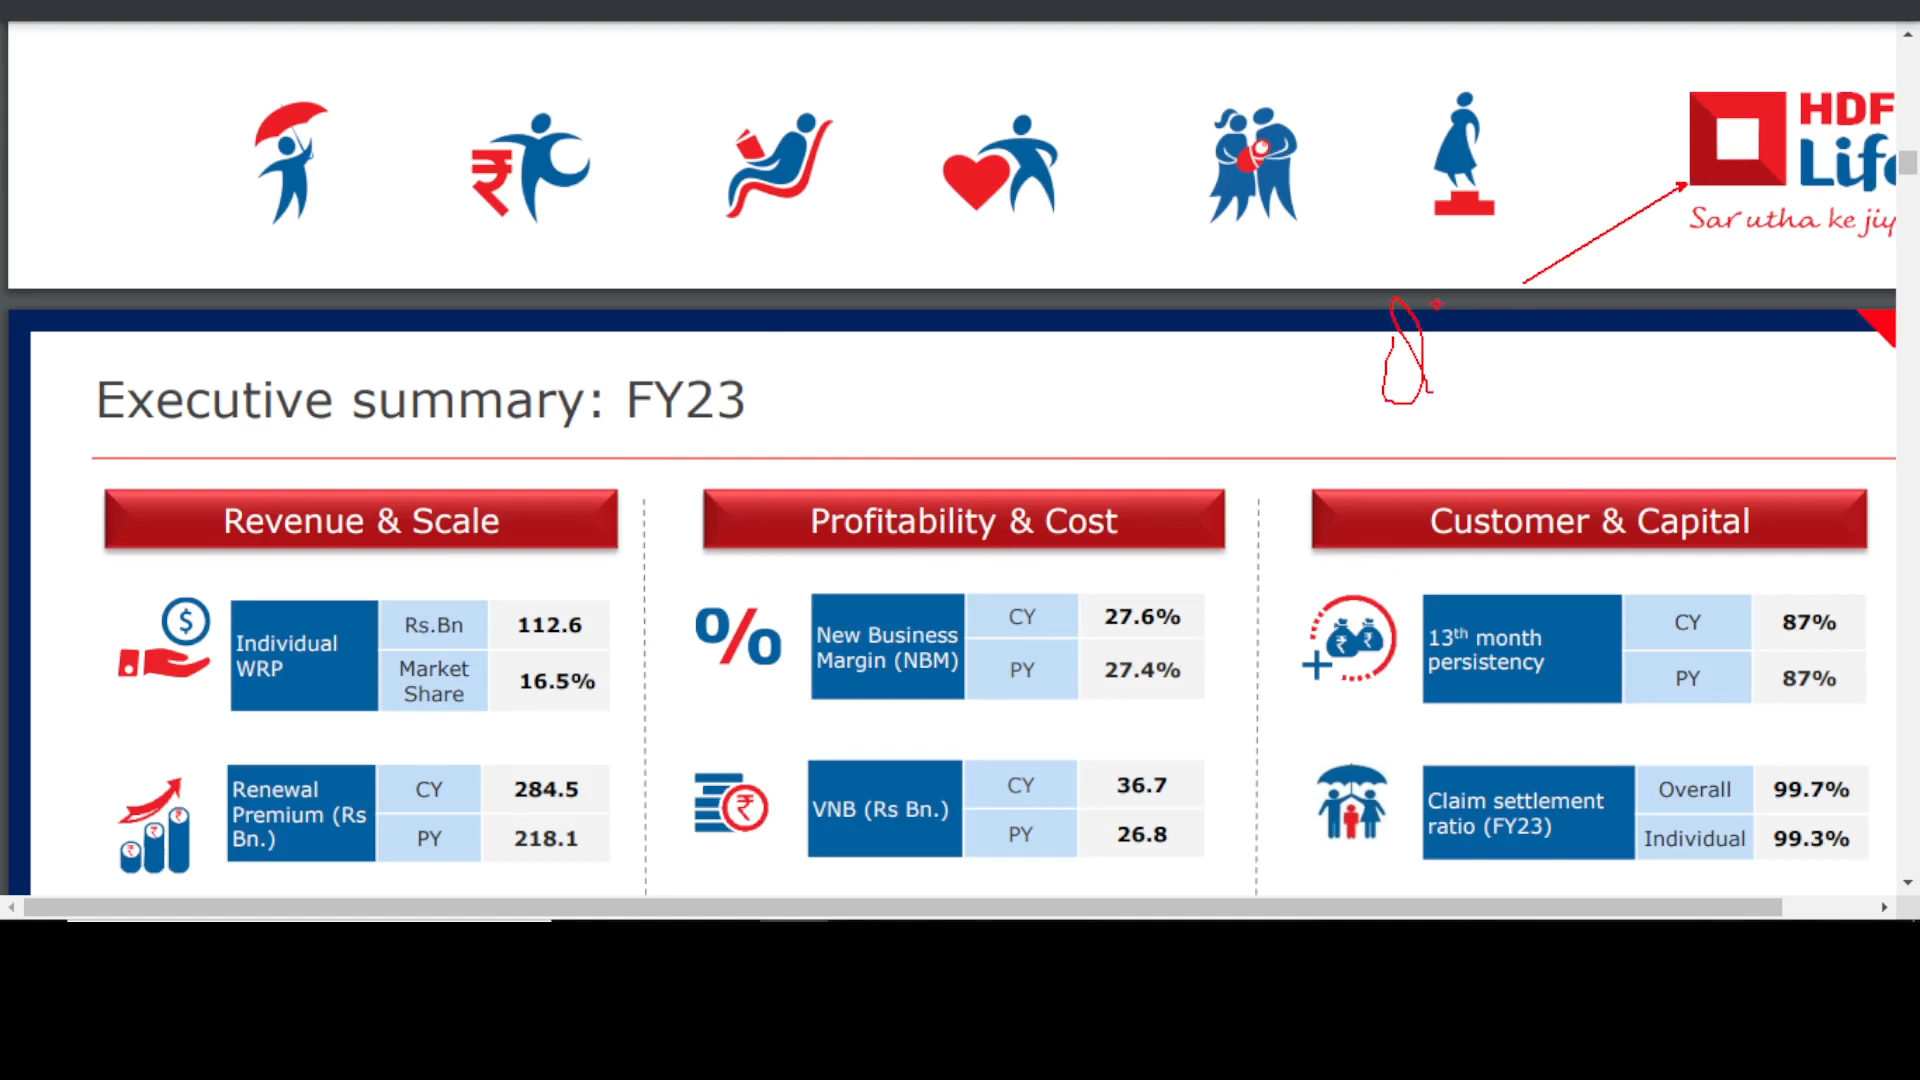 HDF
Life
Sar utha ke jiy
Executive summary: FY23
Revenue & Scale
Individual
WRP
Rs.Bn
112.6
Market
Share
16.5%
Renewal
Premium (Rs
Bn.)
CY
284.5
PY
218.1
Profitability & Cost
%
New Business
Margin (NBM)
CY
27.6%
PY
27.4%
VNB (Rs Bn.)
CY
36.7
PY
26.8
Customer & Capital
13th month
persistency
CY
87%
PY
87%
Claim settlement
ratio (FY23)
Overall
99.7%
Individual
99.3%